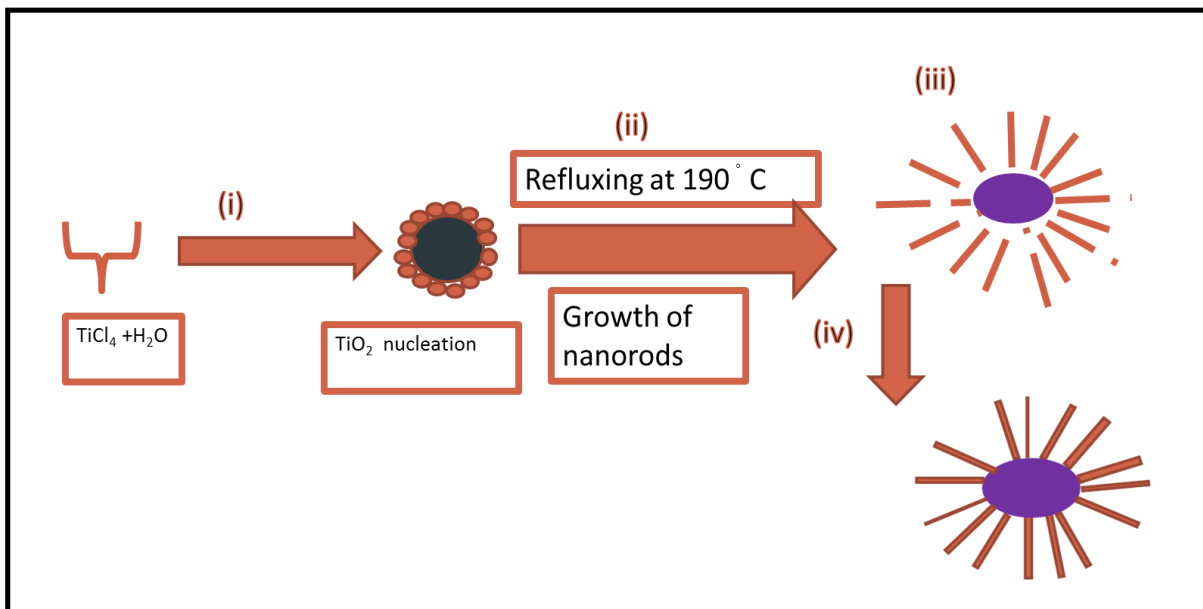 (iii)
(ii)
Refluxing at 190 ° C
(i)
TiCl₄ +H₂O
TiO₂ nucleation
Growth of
nanorods
(iv)